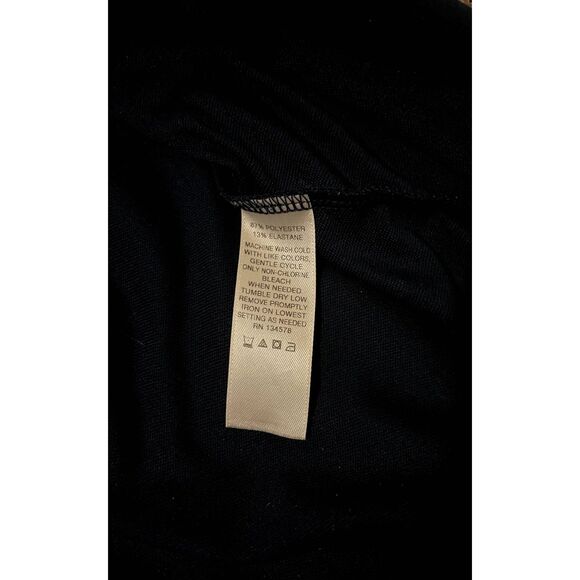 87% POLYESTER
13% ELASTANE
MACHINE WASH COLD
WITH LIKE COLORS,
GENTLE CYCLE.
ONLY NON-CHLORINE
BLEACH
WHEN NEEDED.
TUMBLE DRY LOW
REMOVE PROMPTLY
IRON ON LOWEST
SETTING AS NEEDED
RN 134578